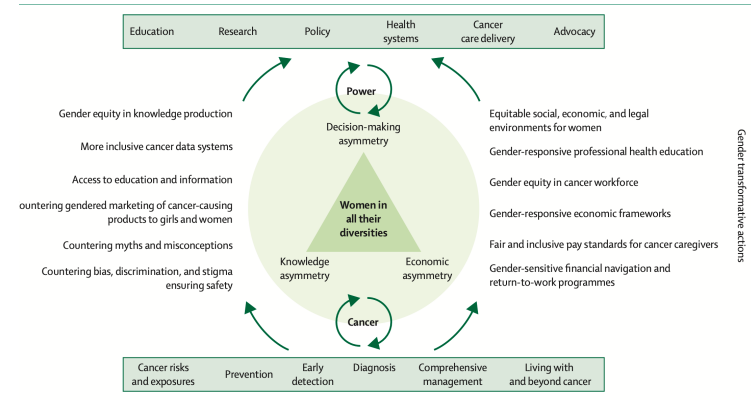 Education
Research
Policy
Health
systems
Cancer
care delivery
Advocacy
Power
Gender equity in knowledge production
More inclusive cancer data systems
Access to education and information
ountering gendered marketing of cancer-causing
products to girls and women
Countering myths and misconceptions
Countering bias, discrimination, and stigma
ensuring safety
Decision-making
asymmetry
Women in
all their
diversities
Knowledge
asymmetry
Economic
asymmetry
Equitable social, economic, and legal
environments for women
Gender-responsive professional health education
Gender equity in cancer workforce
Gender-responsive economic frameworks
Fair and inclusive pay standards for cancer caregivers
Gender-sensitive financial navigation and
return-to-work programmes
Gender transformative actions
Cancer
Cancer risks
and exposures
Prevention
Early
detection
Diagnosis
Comprehensive
management
Living with
and beyond cancer